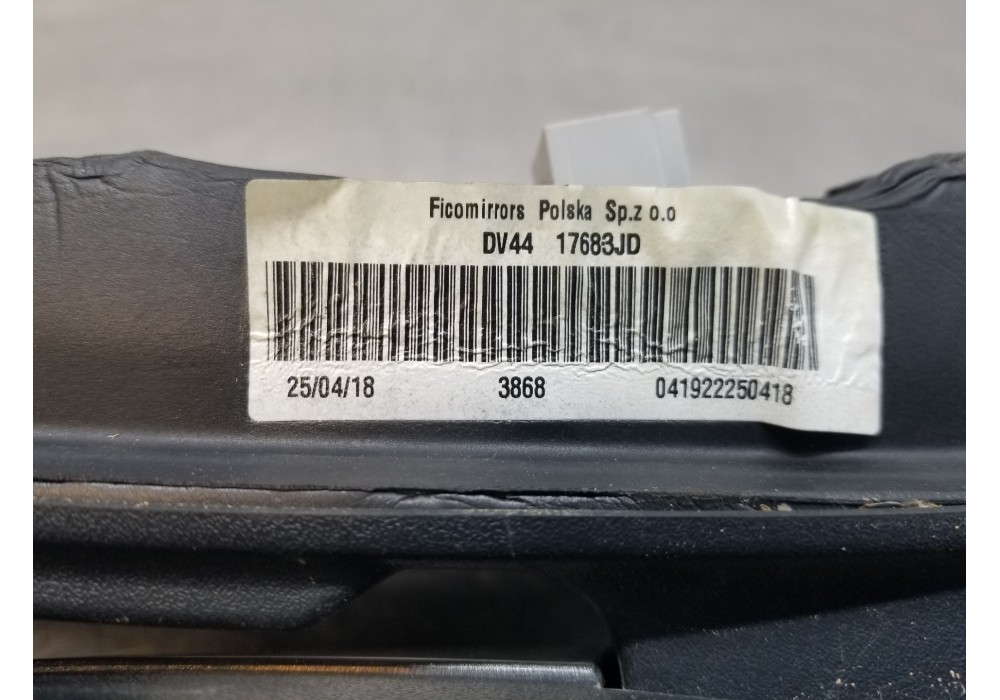 Ficomirrors Polska Sp.z o.o
DV44 17683JD
25/04/18 3868 041922250418